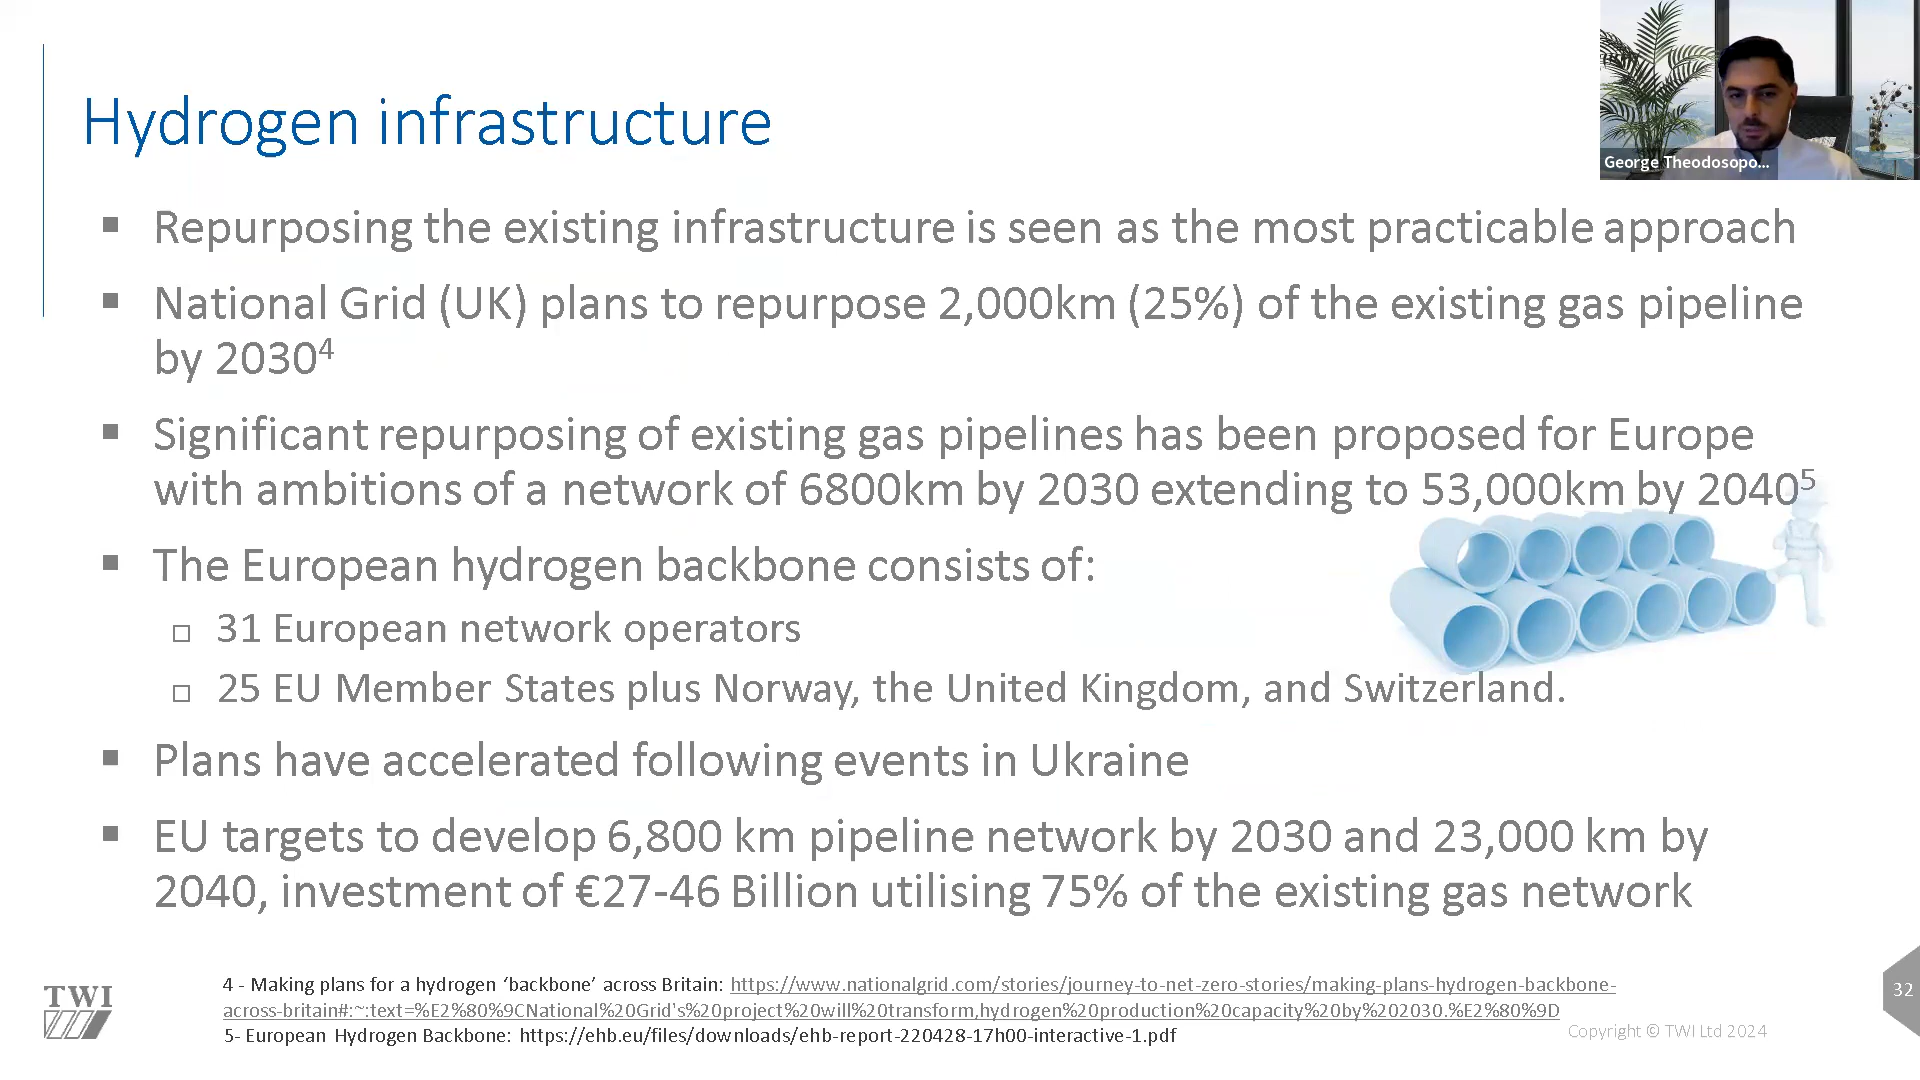 Hydrogen infrastructure
George Theodosopo...
▪ Repurposing the existing infrastructure is seen as the most practicable approach
▪ National Grid (UK) plans to repurpose 2,000km (25%) of the existing gas pipeline
by 2030⁴
▪ Significant repurposing of existing gas pipelines has been proposed for Europe
with ambitions of a network of 6800km by 2030 extending to 53,000km by 2040⁵
▪ The European hydrogen backbone consists of:
□ 31 European network operators
□ 25 EU Member States plus Norway, the United Kingdom, and Switzerland.
▪ Plans have accelerated following events in Ukraine
▪ EU targets to develop 6,800 km pipeline network by 2030 and 23,000 km by
2040, investment of €27-46 Billion utilising 75% of the existing gas network
4 - Making plans for a hydrogen ‘backbone’ across Britain: https://www.nationalgrid.com/stories/journey-to-net-zero-stories/making-plans-hydrogen-backbone-
across-britain#:~:text=%E2%80%9CNational%20Grid's%20project%20will%20transform,hydrogen%20production%20capacity%20by%202030.%E2%80%9D
5- European Hydrogen Backbone: https://ehb.eu/files/downloads/ehb-report-220428-17h00-interactive-1.pdf
TWI
32
Copyright © TWI Ltd 2024